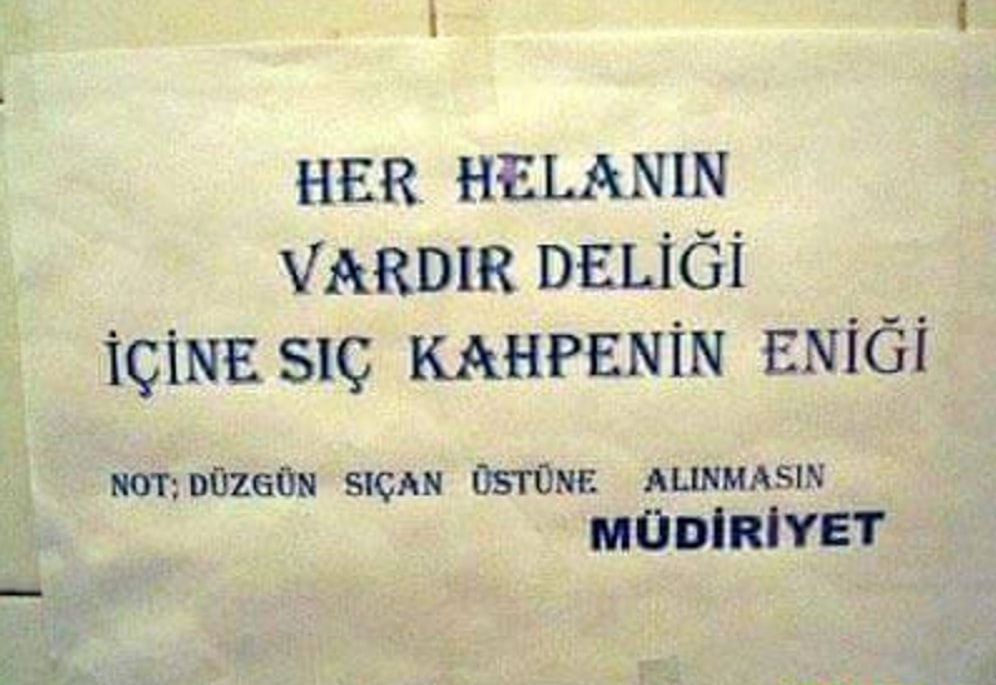 HER HELANIN
VARDIR DELİĞİ
İÇİNE SIÇ KAHPENİN ENİĞİ
NOT; DÜZGÜN SIÇAN ÜSTÜNE ALINMASIN
MÜDİRİYET